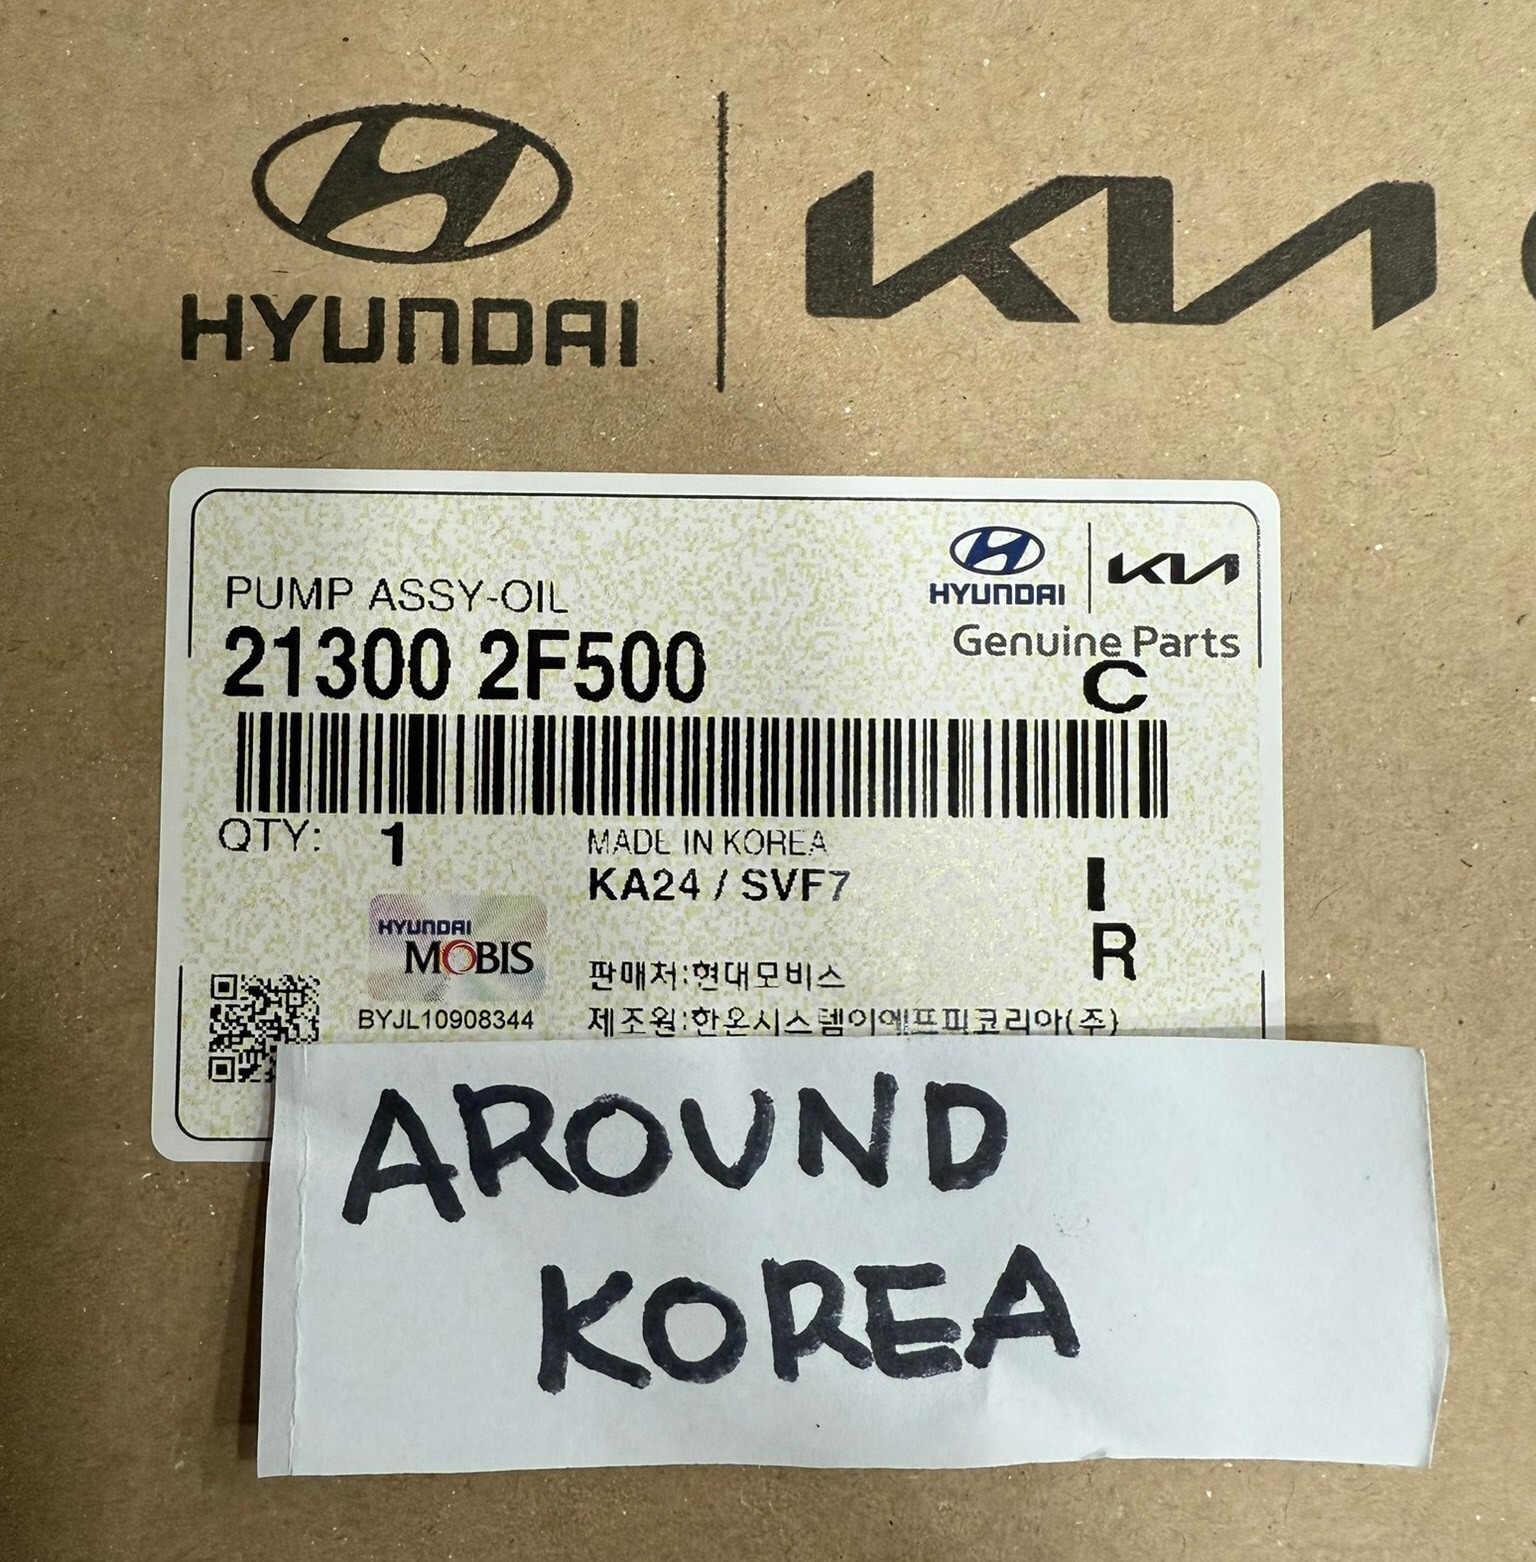 HYUNDAI
KIA
PUMP ASSY-OIL
HYUNDAI
KIA
21300 2F500
Genuine Parts
C
QTY: 1
MADE IN KOREA
KA24 / SVF7
I
R
HYUNDAI
MOBIS
판매처:현대모비스
BYJL10908344
제조원:한온시스템이에프피코리아(주)
AROUND
KOREA